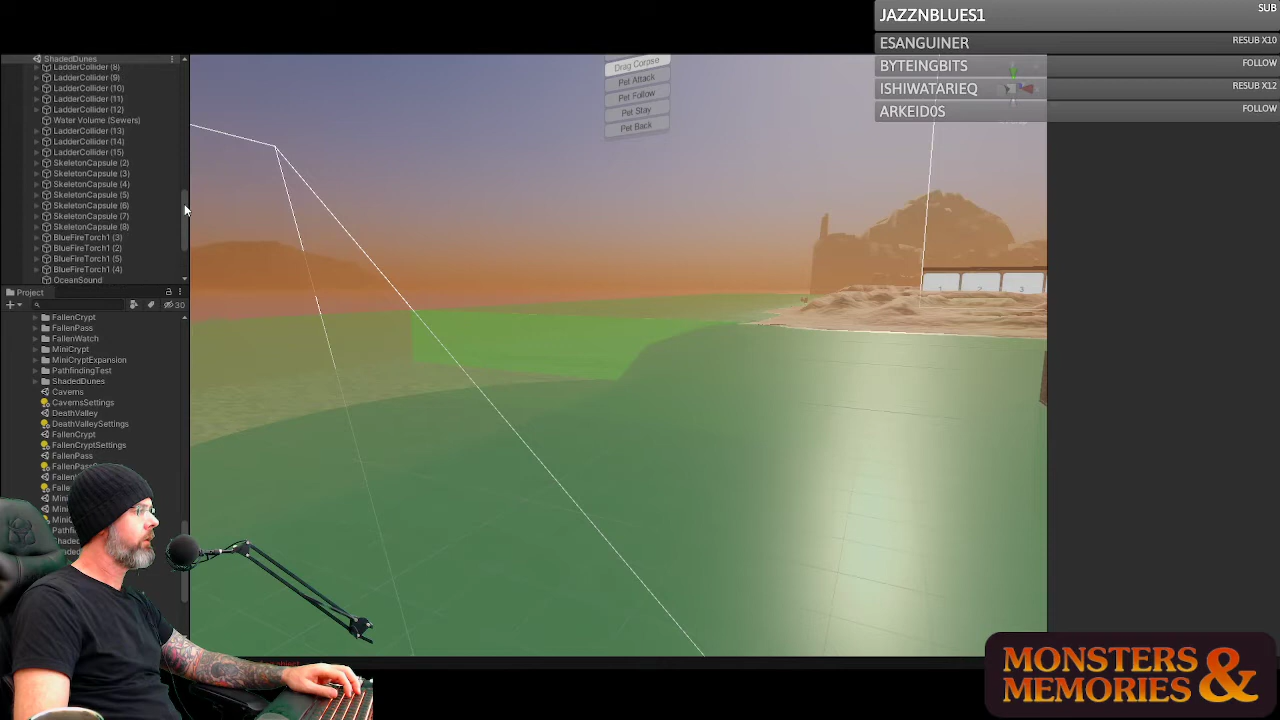 JAZZNBLUES1 SUB
ESANGUINER RESUB X10
BYTEINGBITS FOLLOW
ISHIWATARIEQ RESUB X12
ARKEID0S FOLLOW
ShadedDunes
LadderCollider (8)
LadderCollider (9)
LadderCollider (10)
LadderCollider (11)
LadderCollider (12)
Water Volume (Sewers)
LadderCollider (13)
LadderCollider (14)
LadderCollider (15)
SkeletonCapsule (2)
SkeletonCapsule (3)
SkeletonCapsule (4)
SkeletonCapsule (5)
SkeletonCapsule (6)
SkeletonCapsule (7)
SkeletonCapsule (8)
BlueFireTorch1 (3)
BlueFireTorch1 (2)
BlueFireTorch1 (5)
BlueFireTorch1 (4)
OceanSound
Project
30
FallenCrypt
FallenPass
FallenWatch
MiniCrypt
MiniCryptExpansion
PathfindingTest
ShadedDunes
Caverns
CavernsSettings
DeathValley
DeathValleySettings
FallenCrypt
FallenCryptSettings
FallenPass
Drag Corpse
Pet Attack
Pet Follow
Pet Stay
Pet Back
1 2 3
MONSTERS
MEMORIES &